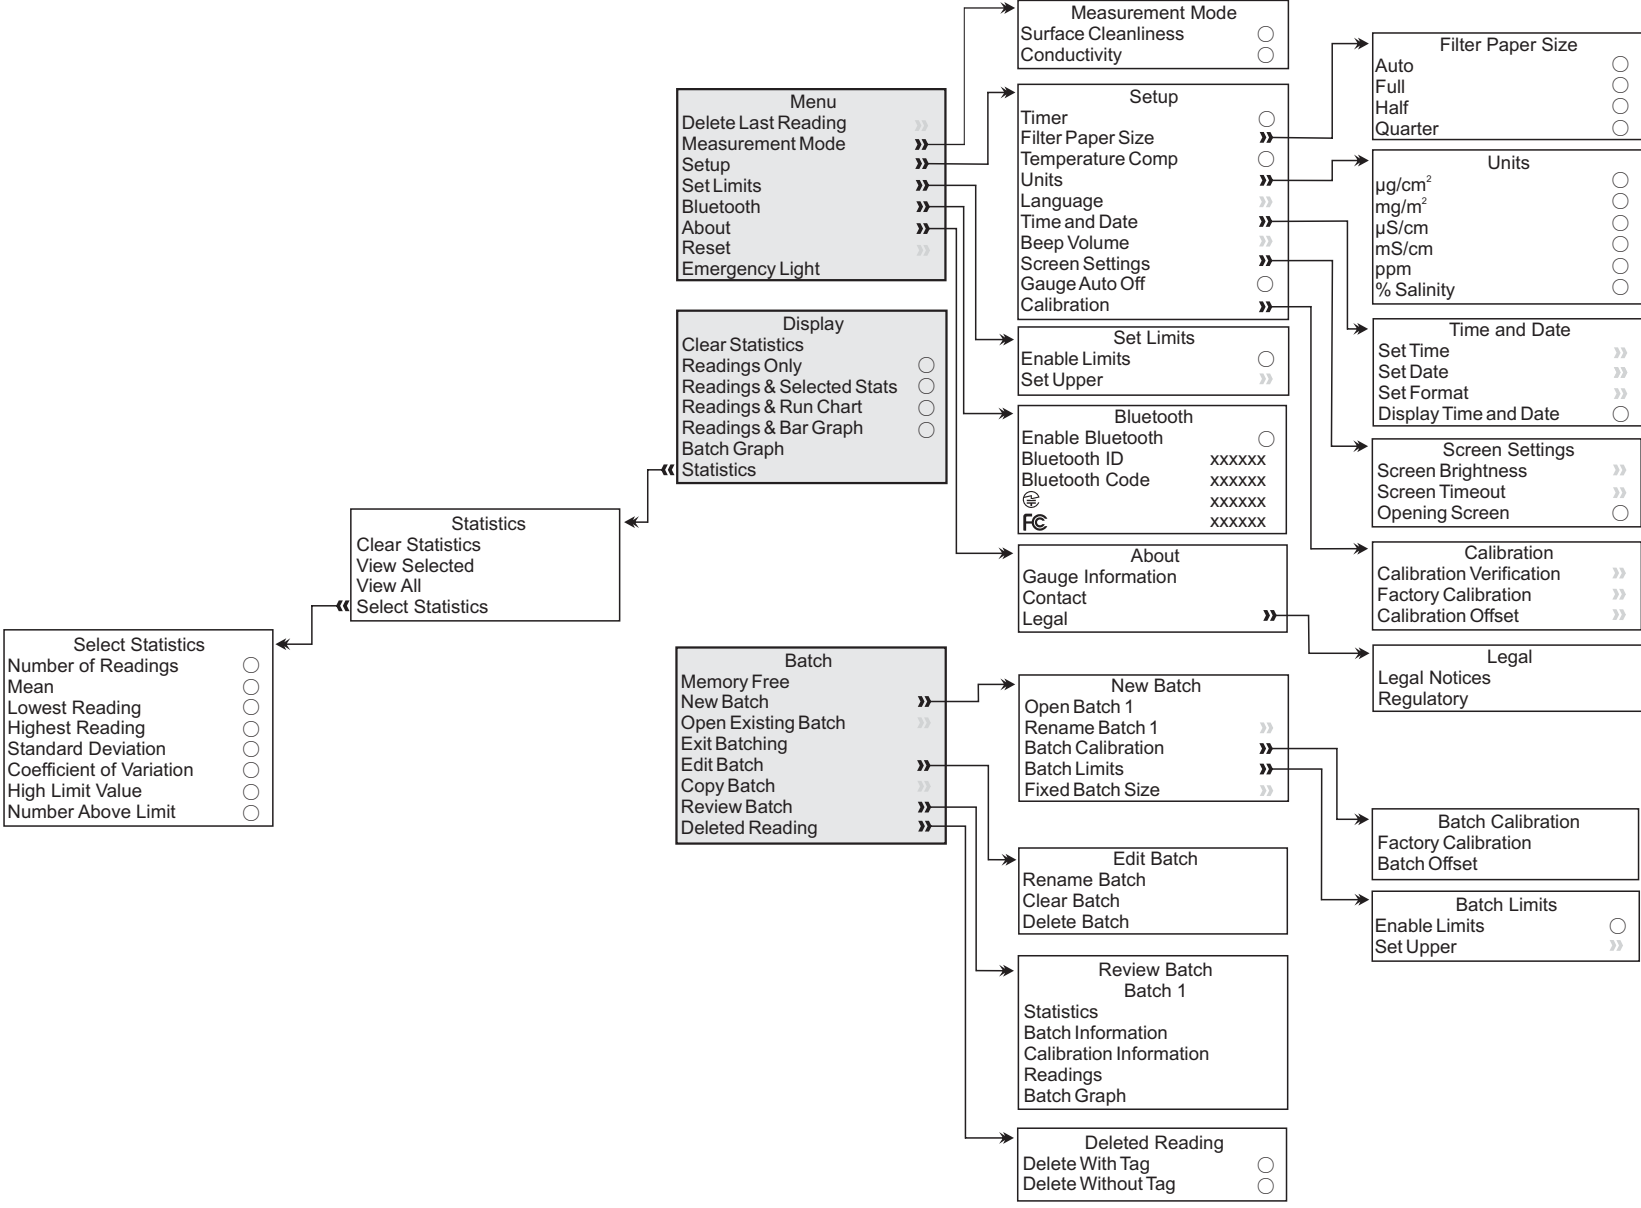 Measurement Mode
Surface Cleanliness
Conductivity
Filter Paper Size
Auto
Full
Half
Quarter
Menu
Delete Last Reading
Measurement Mode
Setup
Set Limits
Bluetooth
About
Reset
Emergency Light
Setup
Timer
Filter Paper Size
Temperature Comp
Units
Language
Time and Date
Beep Volume
Screen Settings
Gauge Auto Off
Calibration
Units
µg/cm²
mg/m²
µS/cm
mS/cm
ppm
% Salinity
Display
Clear Statistics
Readings Only
Readings & Selected Stats
Readings & Run Chart
Readings & Bar Graph
Batch Graph
Statistics
Set Limits
Enable Limits
Set Upper
Time and Date
Set Time
Set Date
Set Format
Display Time and Date
Bluetooth
Enable Bluetooth
Bluetooth ID xxxxxx
Bluetooth Code xxxxxx
xxxxxx
FC xxxxxx
Screen Settings
Screen Brightness
Screen Timeout
Opening Screen
Statistics
Clear Statistics
View Selected
View All
Select Statistics
About
Gauge Information
Contact
Legal
Calibration
Calibration Verification
Factory Calibration
Calibration Offset
Select Statistics
Number of Readings
Mean
Lowest Reading
Highest Reading
Standard Deviation
Coefficient of Variation
High Limit Value
Number Above Limit
Batch
Memory Free
New Batch
Open Existing Batch
Exit Batching
Edit Batch
Copy Batch
Review Batch
Deleted Reading
New Batch
Open Batch 1
Rename Batch 1
Batch Calibration
Batch Limits
Fixed Batch Size
Legal
Legal Notices
Regulatory
Batch Calibration
Factory Calibration
Batch Offset
Edit Batch
Rename Batch
Clear Batch
Delete Batch
Batch Limits
Enable Limits
Set Upper
Review Batch
Batch 1
Statistics
Batch Information
Calibration Information
Readings
Batch Graph
Deleted Reading
Delete With Tag
Delete Without Tag